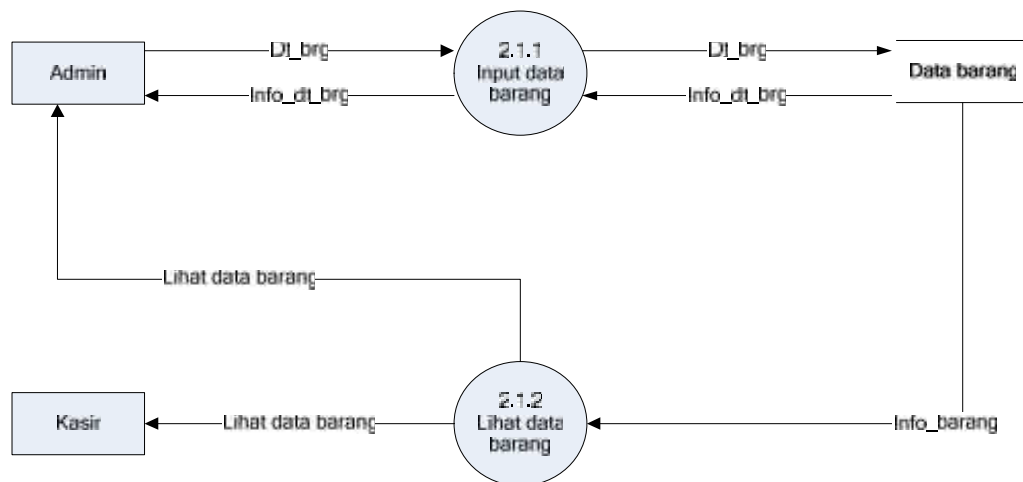 Admin
Dt_brg
2.1.1
Input data
barang
Dt_brg
Data barang
Info_dt_brg
Info_dt_brg
Lihat data barang
Kasir
Lihat data barang
2.1.2
Lihat data
barang
Info_barang